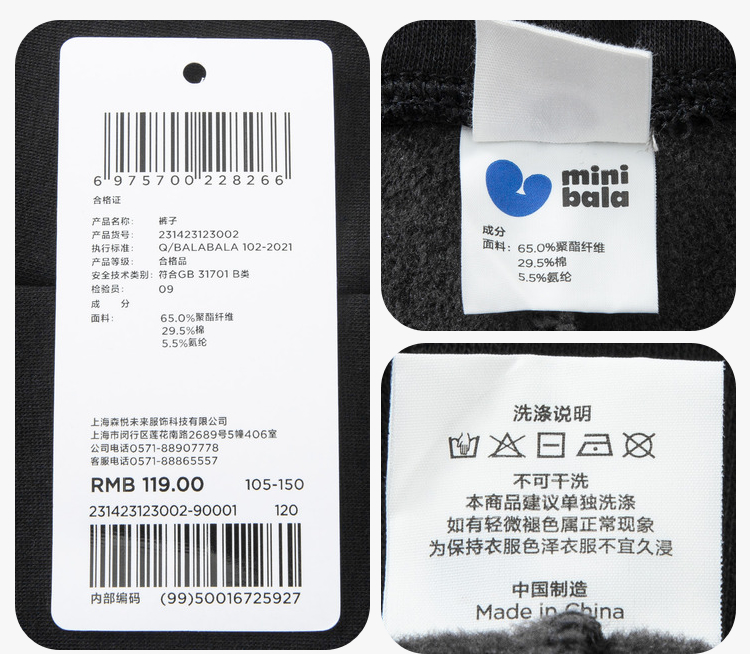 6 975700 228266
合格证
产品名称: 裤子
产品货号: 231423123002
执行标准: Q/BALABALA 102-2021
产品等级: 合格品
安全技术类别: 符合GB 31701 B类
检验员: 09
成 分
面料: 65.0%聚酯纤维
29.5%棉
5.5%氨纶
上海森悦未来服饰科技有限公司
上海市闵行区莲花南路2689号5幢406室
公司电话0571-88907778
客服电话0571-88865557
RMB 119.00 105-150
231423123002-90001 120
内部编码 (99)50016725927
mini
bala
成分
面料: 65.0%聚酯纤维
29.5%棉
5.5%氨纶
洗涤说明
不可干洗
本商品建议单独洗涤
如有轻微褪色属正常现象
为保持衣服色泽衣服不宜久浸
中国制造
Made in China